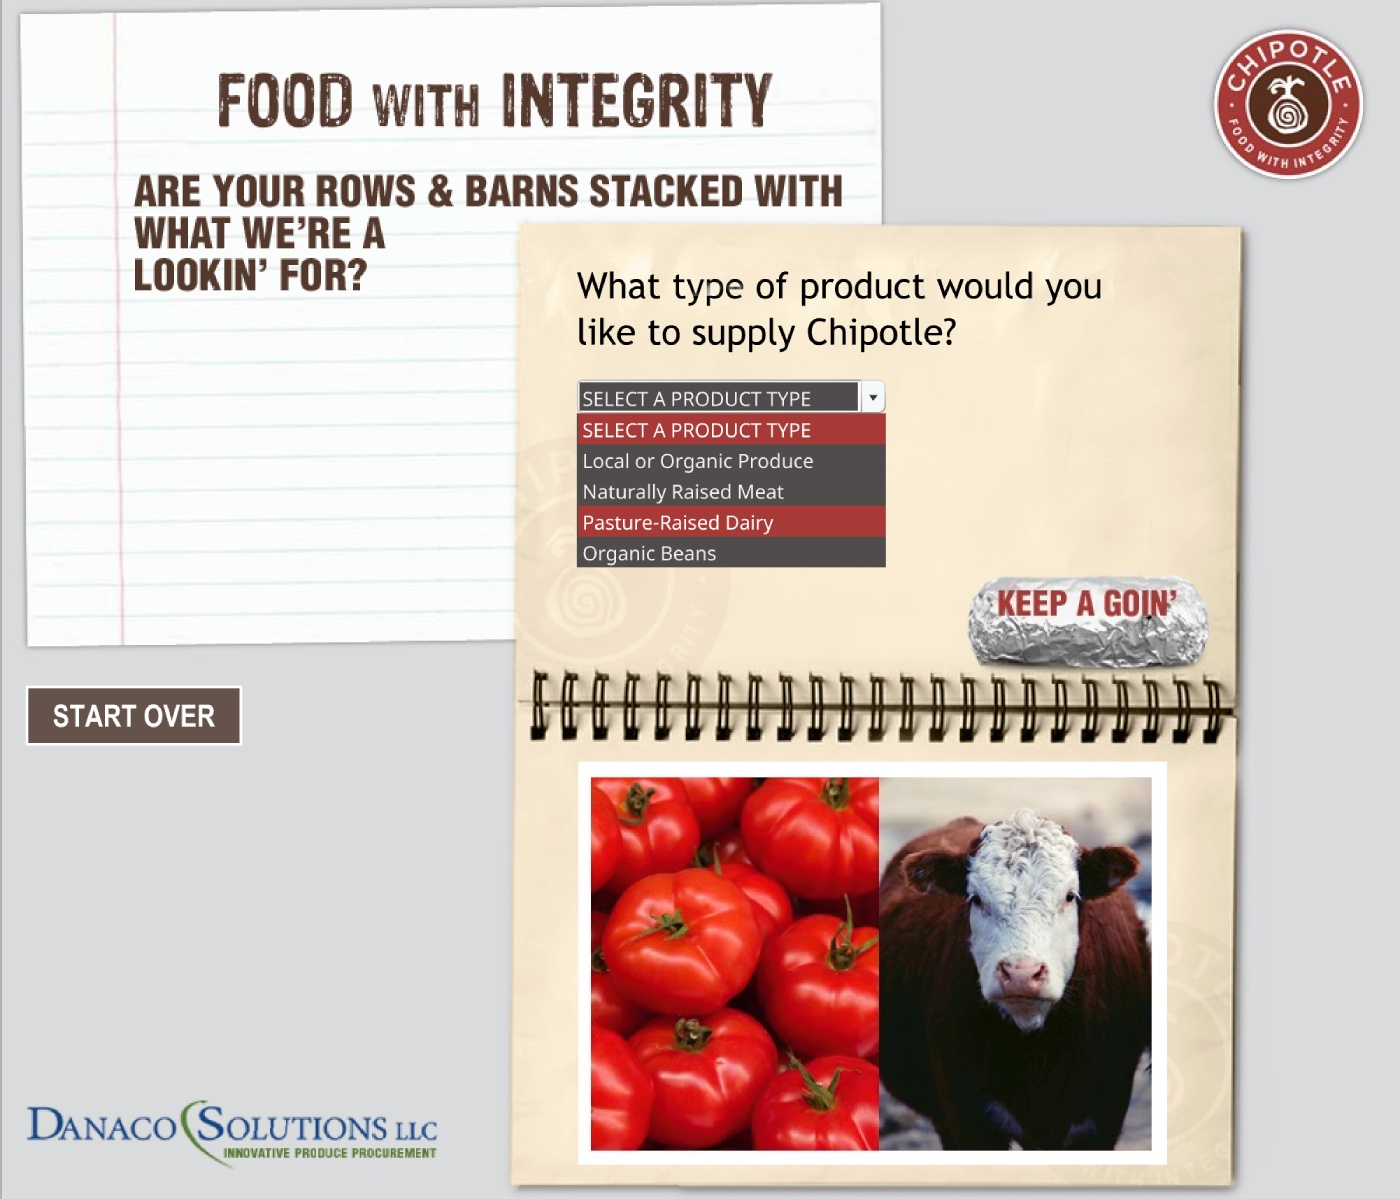 FOOD WITH INTEGRITY
ARE YOUR ROWS & BARNS STACKED WITH
WHAT WE'RE A
LOOKIN' FOR?
CHIPOTLE
FOOD WITH INTEGRITY
What type of product would you
like to supply Chipotle?
SELECT A PRODUCT TYPE
SELECT A PRODUCT TYPE
Local or Organic Produce
Naturally Raised Meat
Pasture-Raised Dairy
Organic Beans
KEEP A GOIN'
START OVER
DANACO SOLUTIONS LLC
INNOVATIVE PRODUCE PROCUREMENT